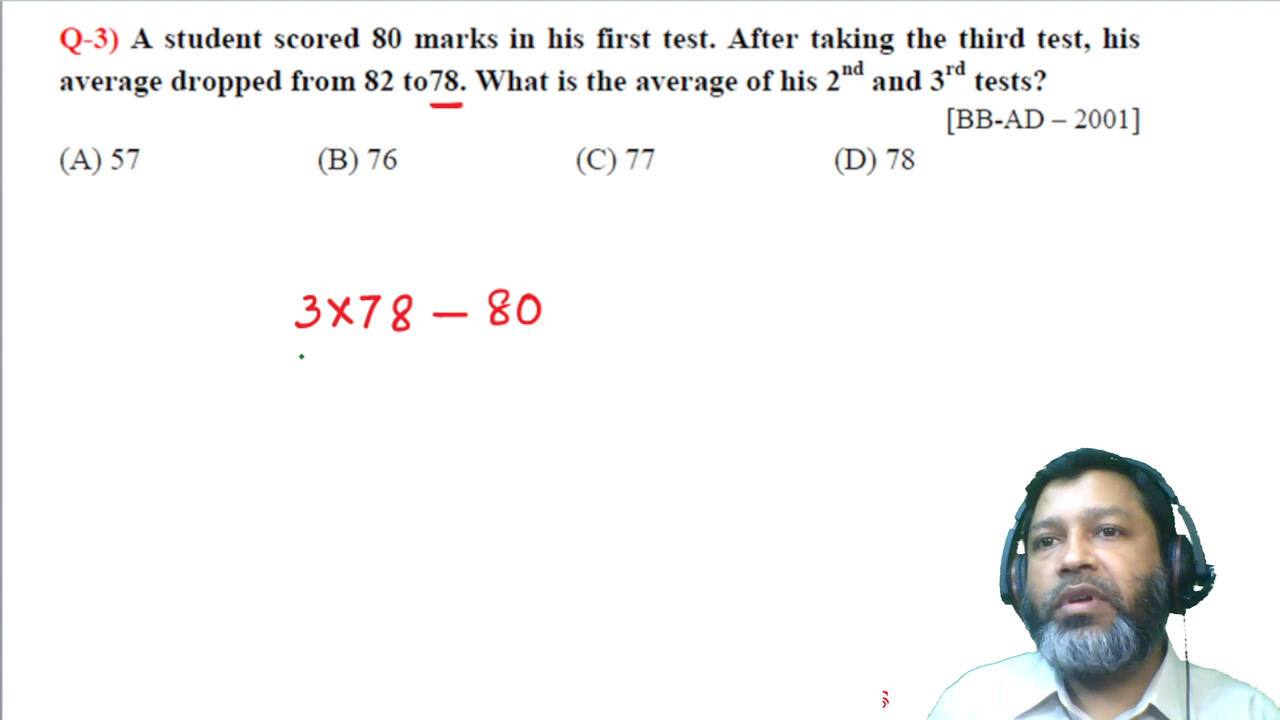 Q-3) A student scored 80 marks in his first test. After taking the third test, his
average dropped from 82 to78. What is the average of his 2nd and 3rd tests?
[BB-AD – 2001]
(A) 57 (B) 76 (C) 77 (D) 78
3×78 – 80